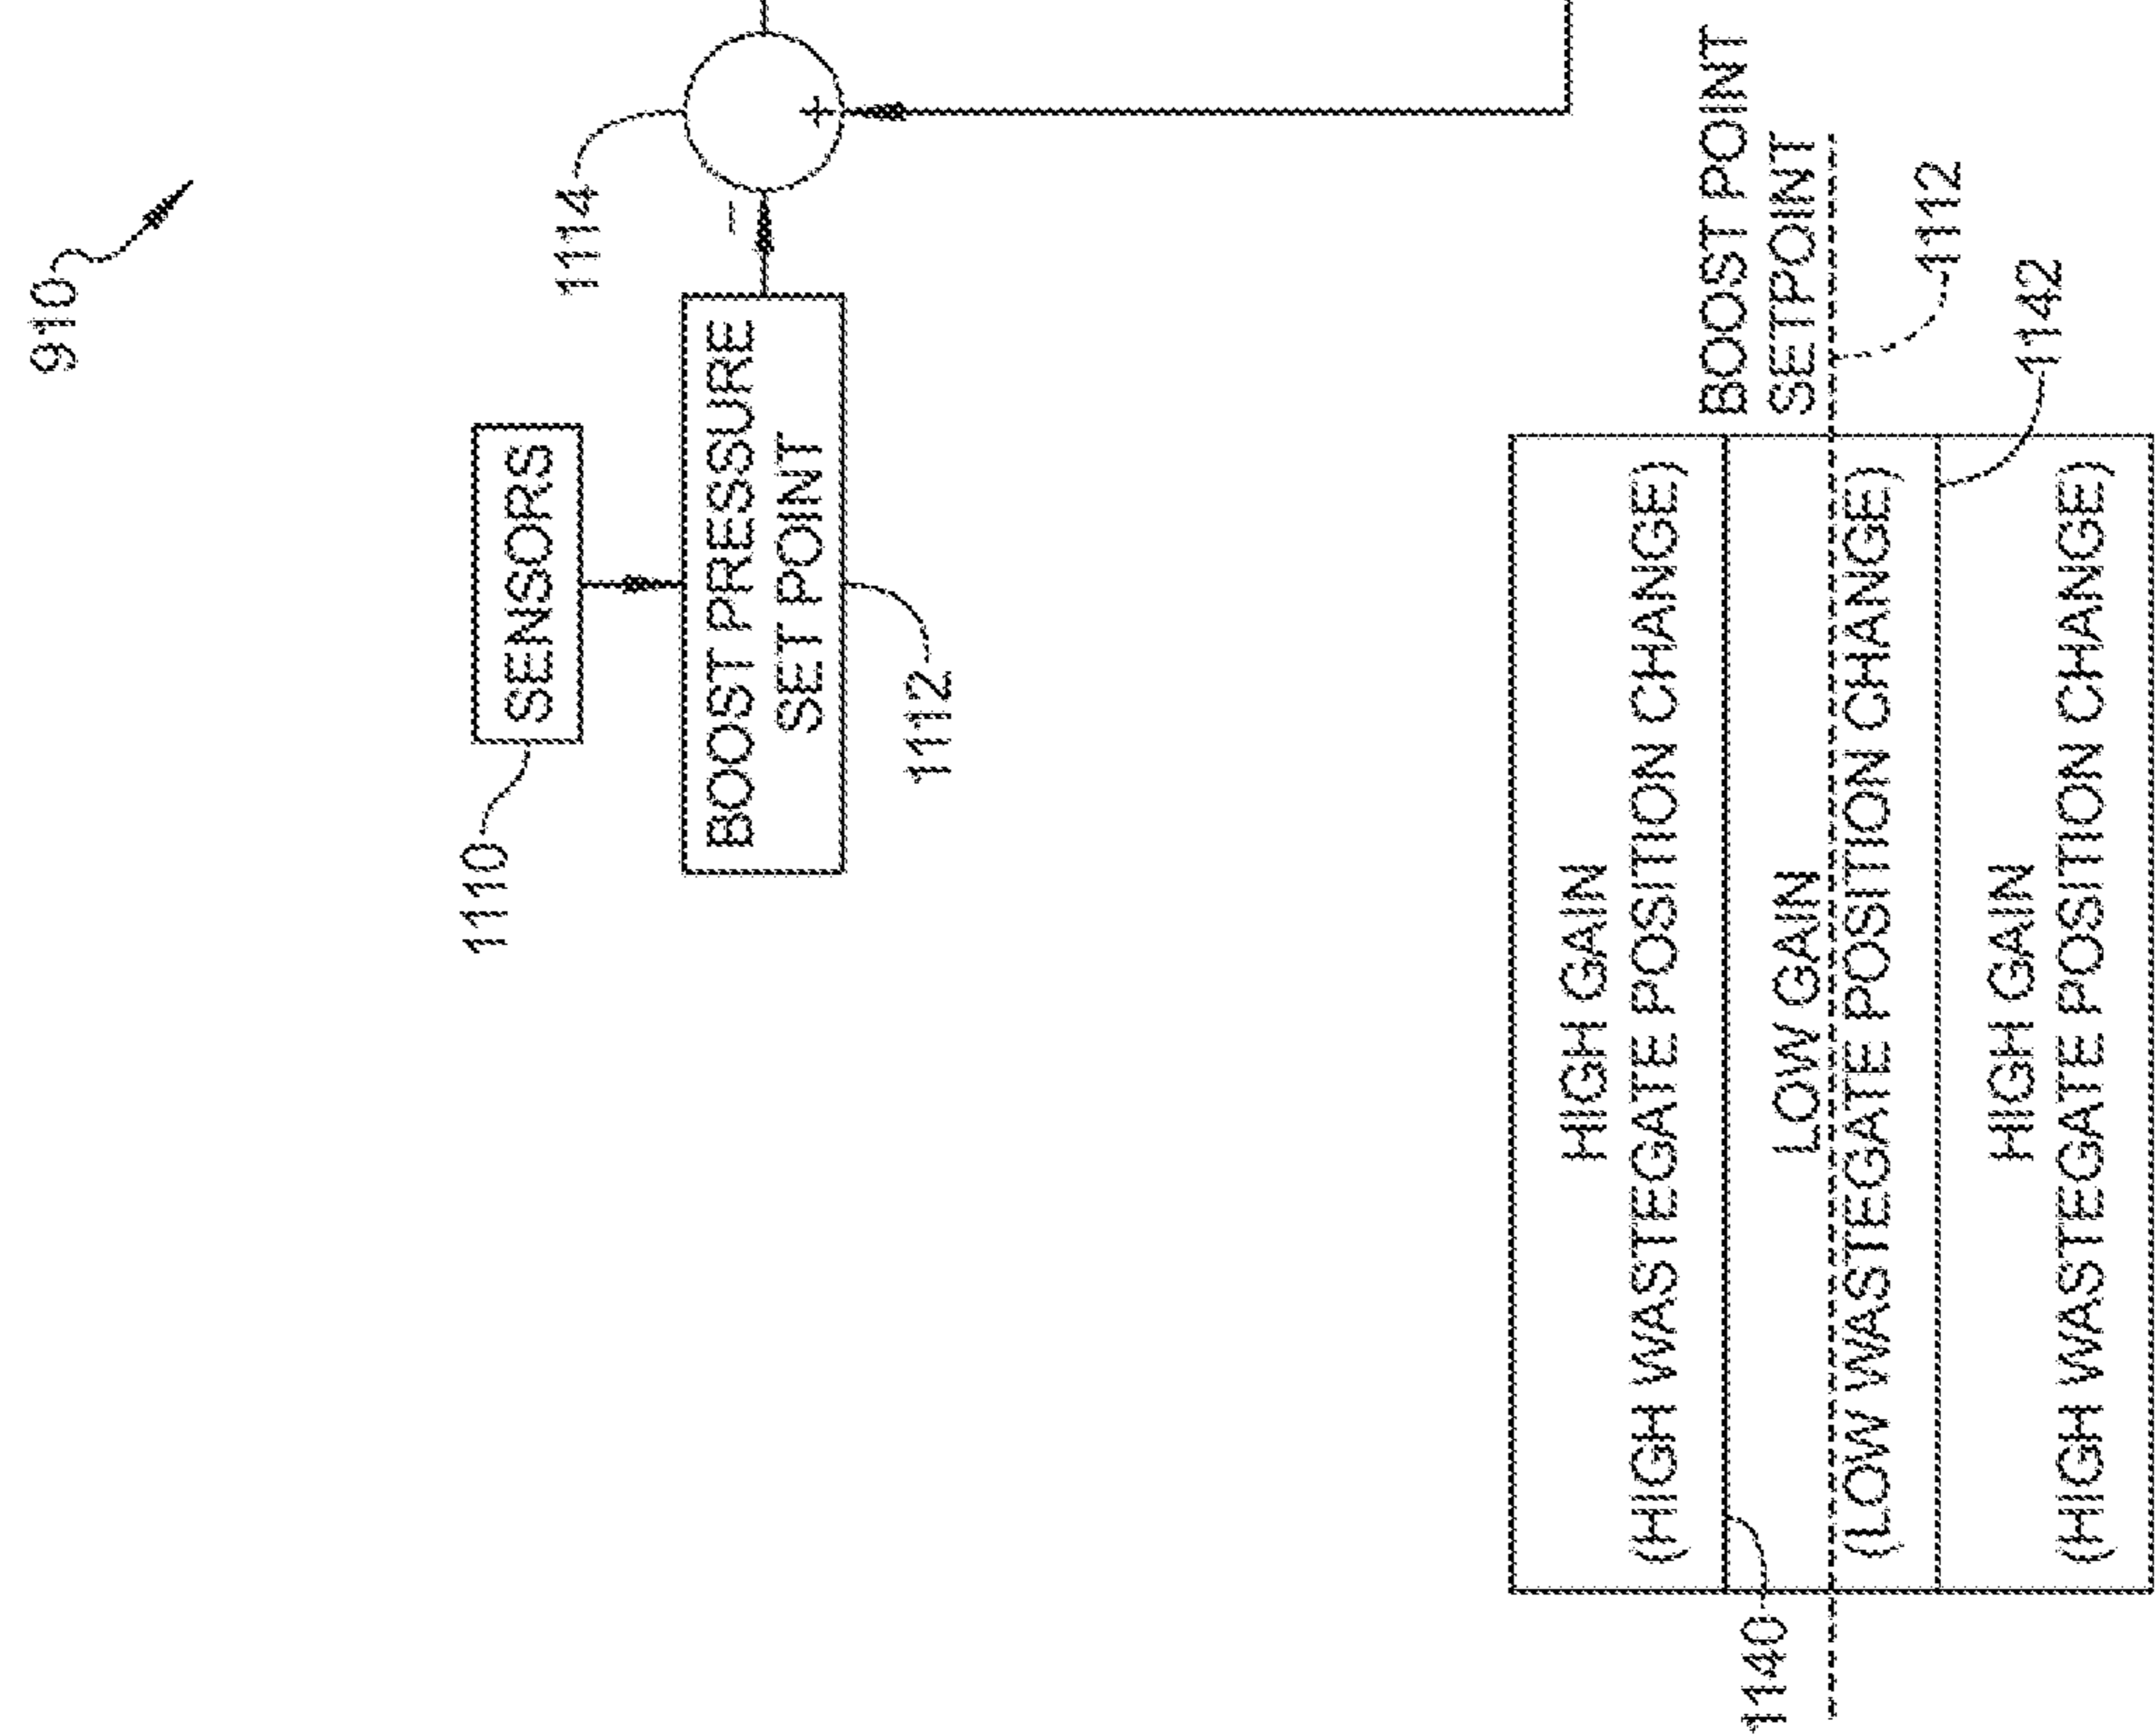 910
1110
SENSORS
1114
BOOST PRESSURE
SET POINT
–
+
1112
HIGH GAIN
(HIGH WASTEGATE POSITION CHANGE)
BOOST POINT
SETPOINT
1140
LOW GAIN
(LOW WASTEGATE POSITION CHANGE)
1112
1142
HIGH GAIN
(HIGH WASTEGATE POSITION CHANGE)